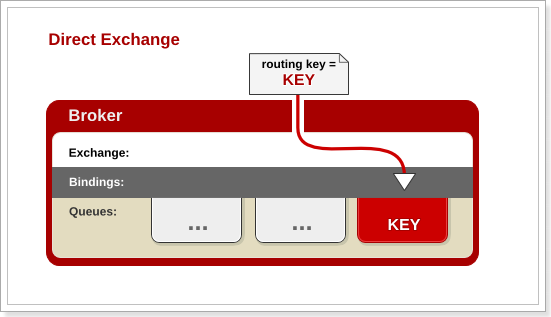 Direct Exchange
routing key =
KEY
Broker
Exchange:
Bindings:
Queues:
... ... KEY